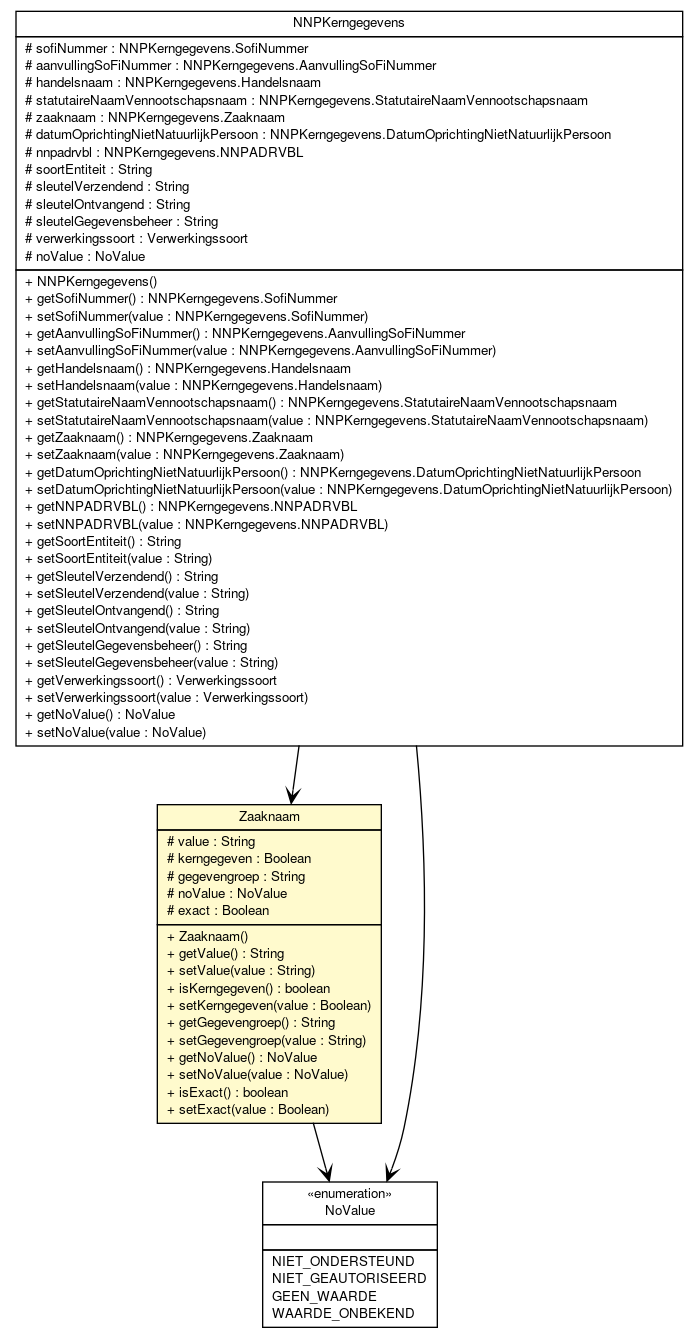 NNPKerngegevens
# sofiNummer : NNPKerngegevens.SofiNummer
# aanvullingSoFiNummer : NNPKerngegevens.AanvullingSoFiNummer
# handelsnaam : NNPKerngegevens.Handelsnaam
# statutaireNaamVennootschapsnaam : NNPKerngegevens.StatutaireNaamVennootschapsnaam
# zaaknaam : NNPKerngegevens.Zaaknaam
# datumOprichtingNietNatuurlijkPersoon : NNPKerngegevens.DatumOprichtingNietNatuurlijkPersoon
# nnpadrvbl : NNPKerngegevens.NNPADRVBL
# soortEntiteit : String
# sleutelVerzendend : String
# sleutelOntvangend : String
# sleutelGegevensbeheer : String
# verwerkingssoort : Verwerkingssoort
# noValue : NoValue
+ NNPKerngegevens()
+ getSofiNummer() : NNPKerngegevens.SofiNummer
+ setSofiNummer(value : NNPKerngegevens.SofiNummer)
+ getAanvullingSoFiNummer() : NNPKerngegevens.AanvullingSoFiNummer
+ setAanvullingSoFiNummer(value : NNPKerngegevens.AanvullingSoFiNummer)
+ getHandelsnaam() : NNPKerngegevens.Handelsnaam
+ setHandelsnaam(value : NNPKerngegevens.Handelsnaam)
+ getStatutaireNaamVennootschapsnaam() : NNPKerngegevens.StatutaireNaamVennootschapsnaam
+ setStatutaireNaamVennootschapsnaam(value : NNPKerngegevens.StatutaireNaamVennootschapsnaam)
+ getZaaknaam() : NNPKerngegevens.Zaaknaam
+ setZaaknaam(value : NNPKerngegevens.Zaaknaam)
+ getDatumOprichtingNietNatuurlijkPersoon() : NNPKerngegevens.DatumOprichtingNietNatuurlijkPersoon
+ setDatumOprichtingNietNatuurlijkPersoon(value : NNPKerngegevens.DatumOprichtingNietNatuurlijkPersoon)
+ getNNPADRVBL() : NNPKerngegevens.NNPADRVBL
+ setNNPADRVBL(value : NNPKerngegevens.NNPADRVBL)
+ getSoortEntiteit() : String
+ setSoortEntiteit(value : String)
+ getSleutelVerzendend() : String
+ setSleutelVerzendend(value : String)
+ getSleutelOntvangend() : String
+ setSleutelOntvangend(value : String)
+ getSleutelGegevensbeheer() : String
+ setSleutelGegevensbeheer(value : String)
+ getVerwerkingssoort() : Verwerkingssoort
+ setVerwerkingssoort(value : Verwerkingssoort)
+ getNoValue() : NoValue
+ setNoValue(value : NoValue)
Zaaknaam
# value : String
# kerngegeven : Boolean
# gegevengroep : String
# noValue : NoValue
# exact : Boolean
+ Zaaknaam()
+ getValue() : String
+ setValue(value : String)
+ isKerngegeven() : boolean
+ setKerngegeven(value : Boolean)
+ getGegevengroep() : String
+ setGegevengroep(value : String)
+ getNoValue() : NoValue
+ setNoValue(value : NoValue)
+ isExact() : boolean
+ setExact(value : Boolean)
«enumeration»
NoValue
NIET_ONDERSTEUND
NIET_GEAUTORISEERD
GEEN_WAARDE
WAARDE_ONBEKEND